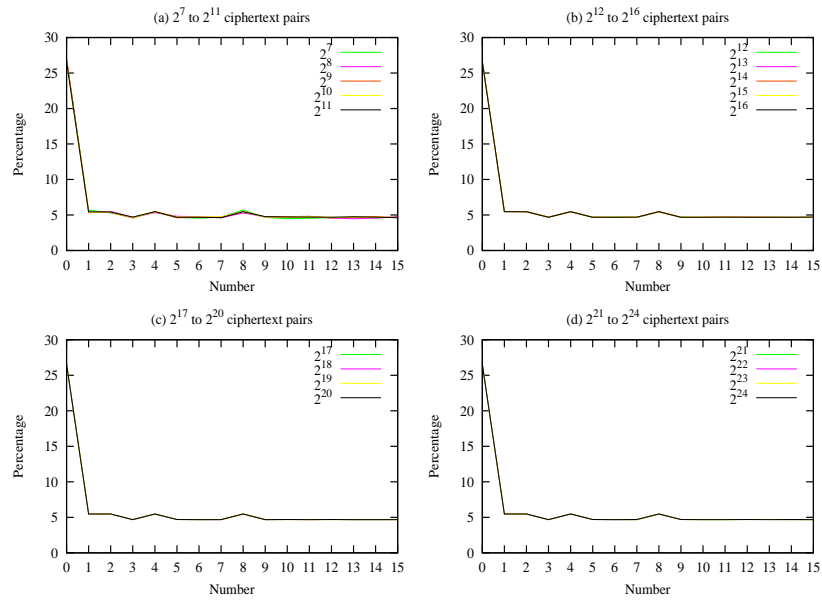 (a) 2^7 to 2^11 ciphertext pairs
30
25
20
15
10
5
0
Percentage
2^7
2^8
2^9
2^10
2^11
0 1 2 3 4 5 6 7 8 9 10 11 12 13 14 15
Number
(b) 2^12 to 2^16 ciphertext pairs
30
25
20
15
10
5
0
Percentage
2^12
2^13
2^14
2^15
2^16
0 1 2 3 4 5 6 7 8 9 10 11 12 13 14 15
Number
(c) 2^17 to 2^20 ciphertext pairs
30
25
20
15
10
5
0
Percentage
2^17
2^18
2^19
2^20
0 1 2 3 4 5 6 7 8 9 10 11 12 13 14 15
Number
(d) 2^21 to 2^24 ciphertext pairs
30
25
20
15
10
5
0
Percentage
2^21
2^22
2^23
2^24
0 1 2 3 4 5 6 7 8 9 10 11 12 13 14 15
Number